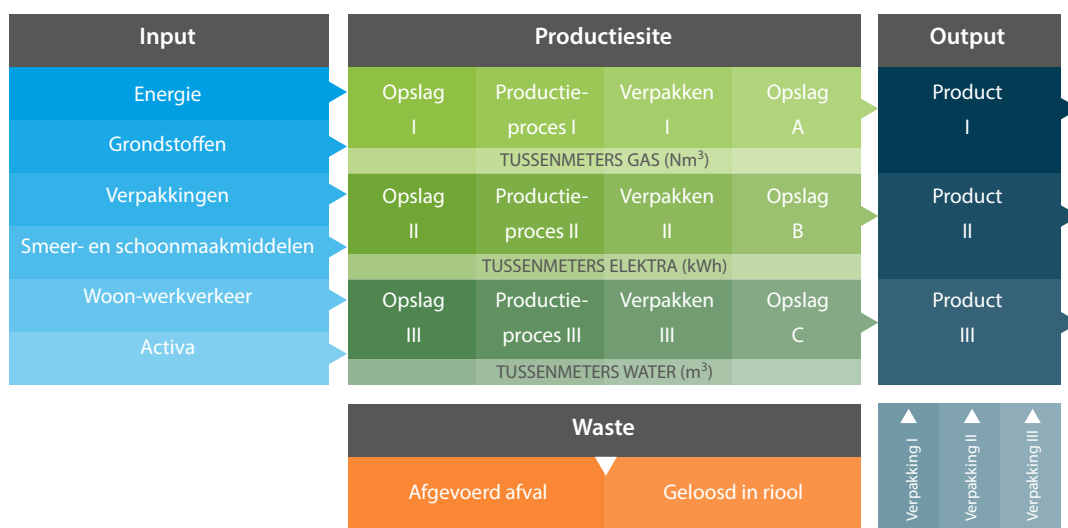 Input
Energie
Grondstoffen
Verpakkingen
Smeer- en schoonmaakmiddelen
Woon-werkverkeer
Activa
Productiesite
Opslag
I
Productie-
proces I
Verpakken
I
Opslag
A
TUSSENMETERS GAS (Nm³)
Opslag
II
Productie-
proces II
Verpakken
II
Opslag
B
TUSSENMETERS ELEKTRA (kWh)
Opslag
III
Productie-
proces III
Verpakken
III
Opslag
C
TUSSENMETERS WATER (m³)
Output
Product
I
Product
II
Product
III
Waste
Afgevoerd afval
Geloosd in riool
Verpakking I
Verpakking II
Verpakking III